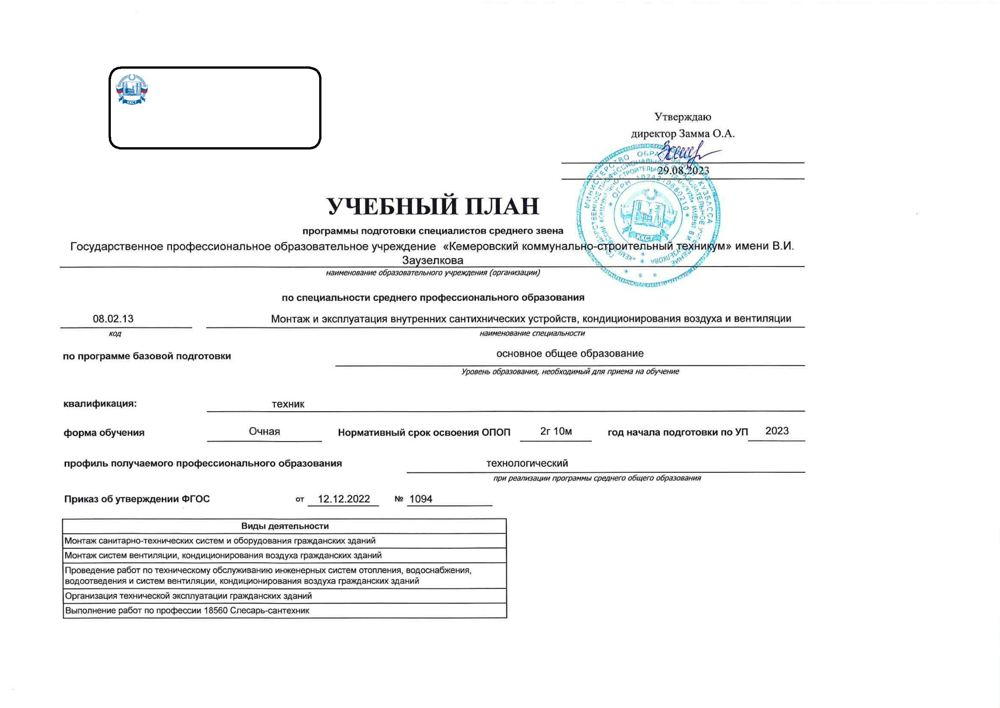 ККСТ
Утверждаю
директор Замма О.А.
29.08.2023
МИНИСТЕРСТВО ОБРАЗОВАНИЯ КУЗБАССА
ОГРН 1024210680210
ККСТ
УЧЕБНЫЙ ПЛАН
программы подготовки специалистов среднего звена
Государственное профессиональное образовательное учреждение «Кемеровский коммунально-строительный техникум» имени В.И.
Заузелкова
наименование образовательного учреждения (организации)
по специальности среднего профессионального образования
08.02.13 Монтаж и эксплуатация внутренних сантихнических устройств, кондиционирования воздуха и вентиляции
код наименование специальности
по программе базовой подготовки основное общее образование
Уровень образования, необходимый для приема на обучение
квалификация: техник
форма обучения Очная Нормативный срок освоения ОПОП 2г 10м год начала подготовки по УП 2023
профиль получаемого профессионального образования технологический
при реализации программы среднего общего образования
Приказ об утверждении ФГОС от 12.12.2022 № 1094
Виды деятельности
Монтаж санитарно-технических систем и оборудования гражданских зданий
Монтаж систем вентиляции, кондиционирования воздуха гражданских зданий
Проведение работ по техническому обслуживанию инженерных систем отопления, водоснабжения,
водоотведения и систем вентиляции, кондиционирования воздуха гражданских зданий
Организация технической эксплуатации гражданских зданий
Выполнение работ по профессии 18560 Слесарь-сантехник